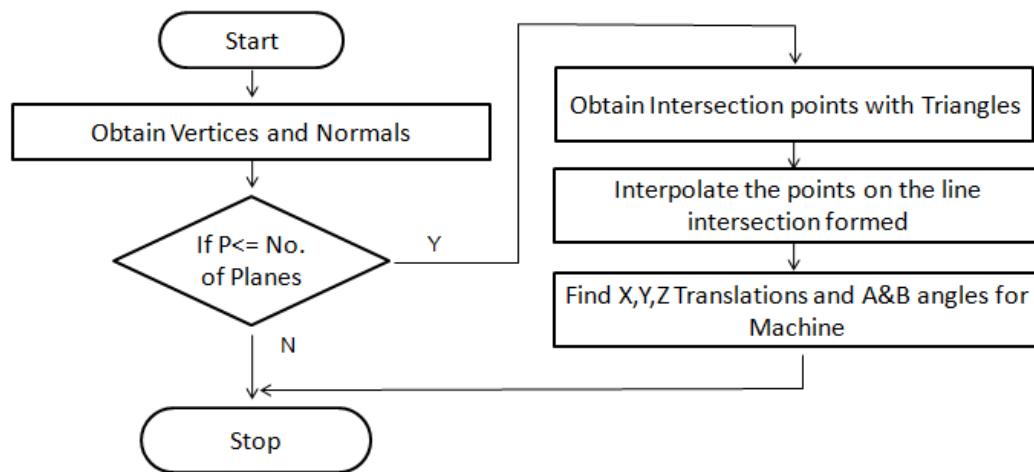 Start
Obtain Vertices and Normals
If P<= No.
of Planes
Y
N
Stop
Obtain Intersection points with Triangles
Interpolate the points on the line
intersection formed
Find X,Y,Z Translations and A&B angles for
Machine